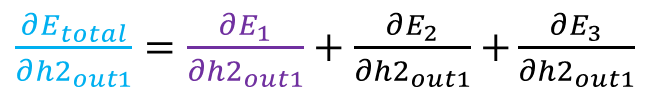 ∂E_total/∂h2_out1 = ∂E_1/∂h2_out1 + ∂E_2/∂h2_out1 + ∂E_3/∂h2_out1